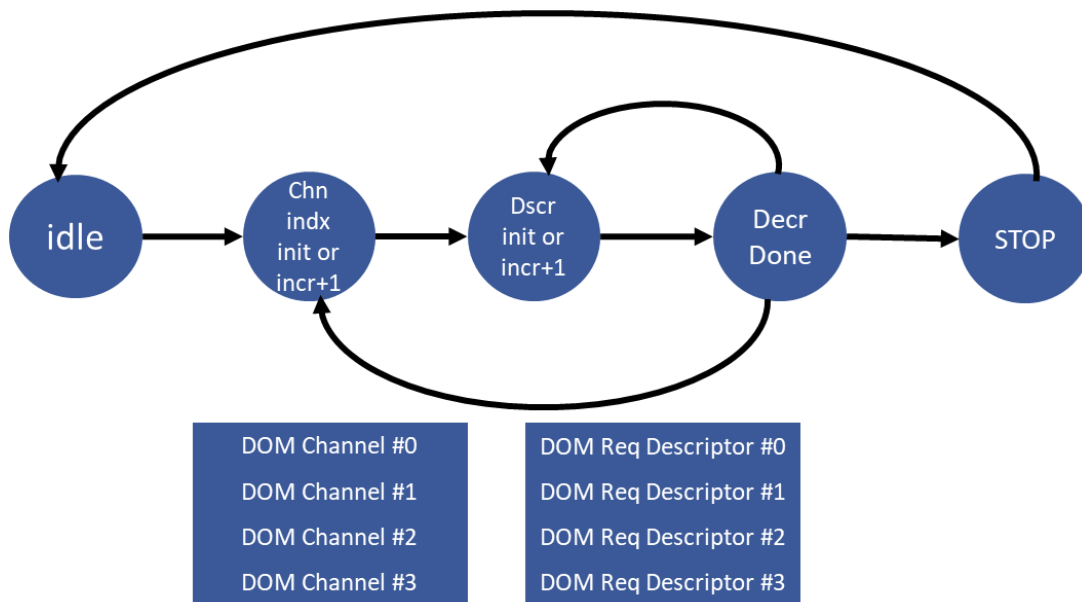 idle
Chn
indx
init or
incr+1
Dscr
init or
incr+1
Decr
Done
STOP
DOM Channel #0
DOM Channel #1
DOM Channel #2
DOM Channel #3
DOM Req Descriptor #0
DOM Req Descriptor #1
DOM Req Descriptor #2
DOM Req Descriptor #3